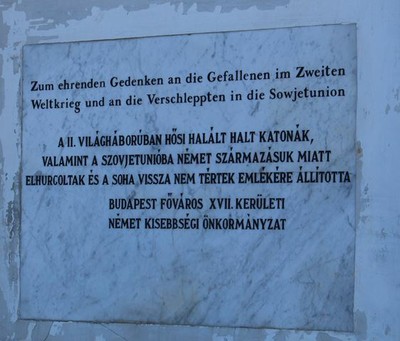 Zum ehrenden Gedenken an die Gefallenen im Zweiten
Weltkrieg und an die Verschleppten in die Sowjetunion
A II. VILÁGHÁBORÚBAN HŐSI HALÁLT HALT KATONÁK,
VALAMINT A SZOVJETUNIÓBA NÉMET SZÁRMAZÁSUK MIATT
ELHURCOLTAK ÉS A SOHA VISSZA NEM TÉRTEK EMLÉKÉRE ÁLLÍTOTTA
BUDAPEST FŐVÁROS XVII. KERÜLETI
NÉMET KISEBBSÉGI ÖNKORMÁNYZAT